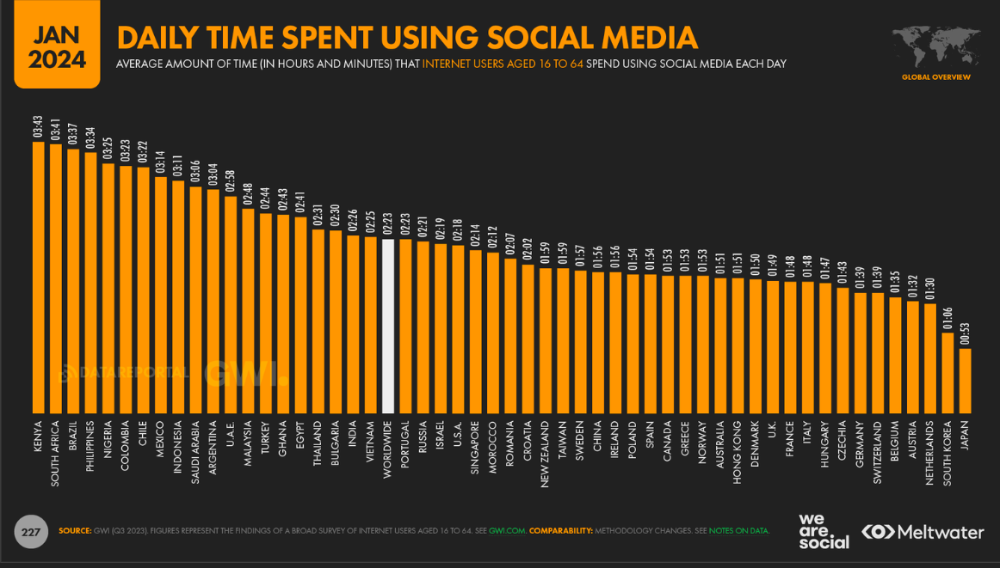 JAN
2024
DAILY TIME SPENT USING SOCIAL MEDIA
AVERAGE AMOUNT OF TIME (IN HOURS AND MINUTES) THAT INTERNET USERS AGED 16 TO 64 SPEND USING SOCIAL MEDIA EACH DAY
GLOBAL OVERVIEW
03:43 03:41 03:37 03:34 03:25 03:23 03:22 03:14 03:11 03:06 03:04 02:58 02:48 02:44 02:43 02:41 02:31 02:30 02:26 02:25 02:23 02:23 02:21 02:19 02:18 02:14 02:12 02:07 02:02 01:59 01:59 01:57 01:56 01:56 01:54 01:54 01:53 01:53 01:53 01:51 01:51 01:50 01:49 01:48 01:48 01:47 01:43 01:39 01:39 01:35 01:32 01:30 01:06 00:53
DATAREPORTAL GWI.
KENYA SOUTH AFRICA BRAZIL PHILIPPINES NIGERIA COLOMBIA CHILE MEXICO INDONESIA SAUDI ARABIA ARGENTINA U.A.E. MALAYSIA TURKEY GHANA EGYPT THAILAND BULGARIA INDIA VIETNAM WORLDWIDE PORTUGAL RUSSIA ISRAEL U.S.A. SINGAPORE MOROCCO ROMANIA CROATIA NEW ZEALAND TAIWAN SWEDEN CHINA IRELAND POLAND SPAIN CANADA GREECE NORWAY AUSTRALIA HONG KONG DENMARK U.K. FRANCE ITALY HUNGARY CZECHIA GERMANY SWITZERLAND BELGIUM AUSTRIA NETHERLANDS SOUTH KOREA JAPAN
227
SOURCE: GWI (Q3 2023). FIGURES REPRESENT THE FINDINGS OF A BROAD SURVEY OF INTERNET USERS AGED 16 TO 64. SEE GWI.COM. COMPARABILITY: METHODOLOGY CHANGES. SEE NOTES ON DATA.
we
are
social
Meltwater